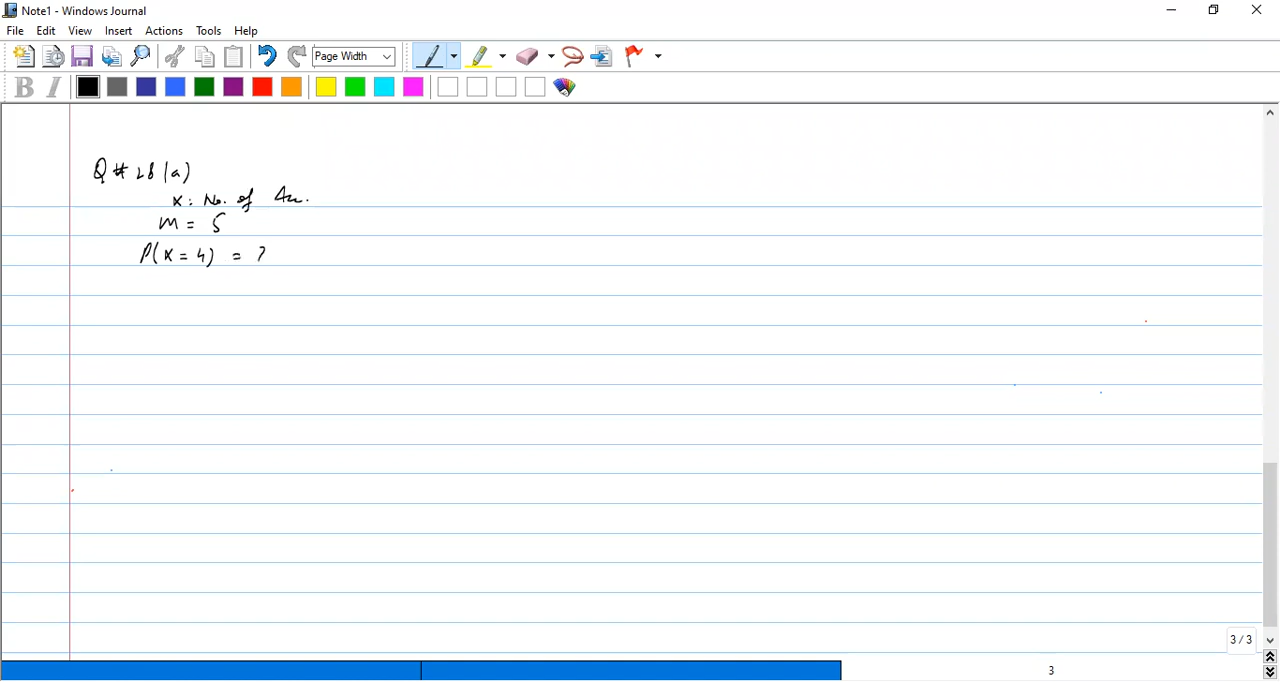 Note1 - Windows Journal
File Edit View Insert Actions Tools Help
Page Width
B I
Q # 28 (a)
x: No. of Acc.
m = 5
P(x = 4) = ?
3 / 3
3